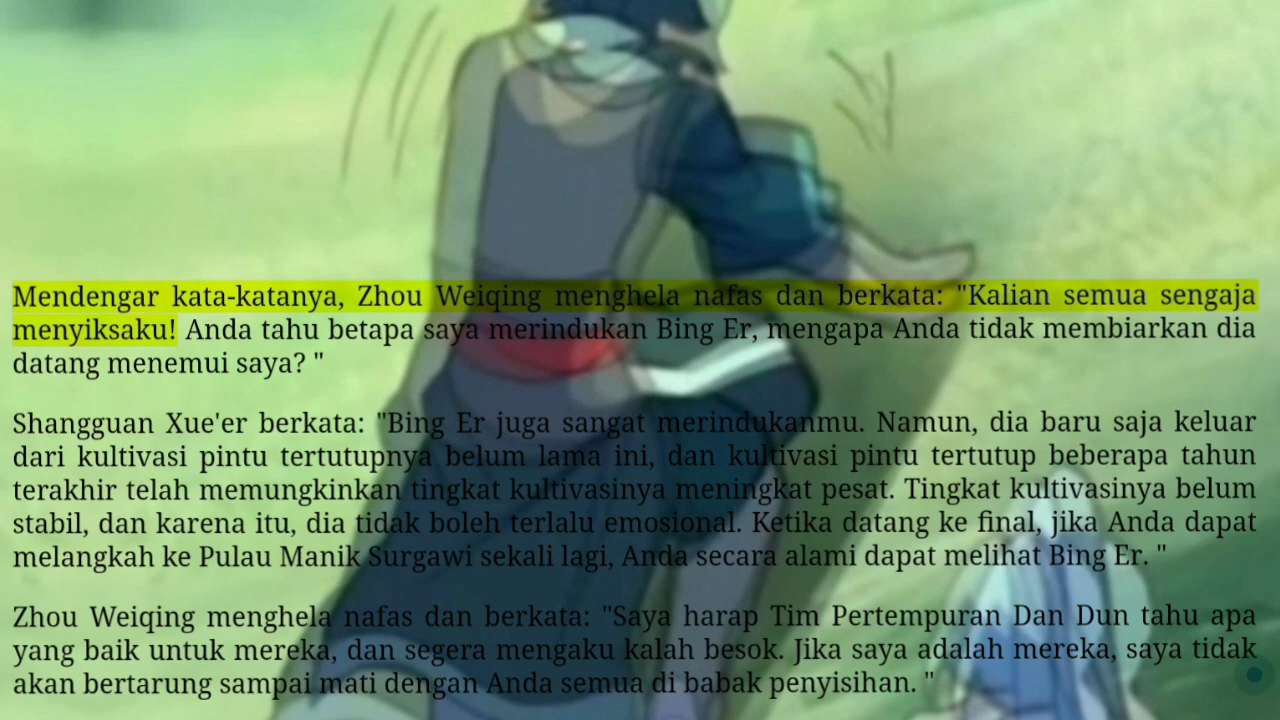 Mendengar kata-katanya, Zhou Weiqing menghela nafas dan berkata: "Kalian semua sengaja
menyiksaku! Anda tahu betapa saya merindukan Bing Er, mengapa Anda tidak membiarkan dia
datang menemui saya? "
Shangguan Xue'er berkata: "Bing Er juga sangat merindukanmu. Namun, dia baru saja keluar
dari kultivasi pintu tertutupnya belum lama ini, dan kultivasi pintu tertutup beberapa tahun
terakhir telah memungkinkan tingkat kultivasinya meningkat pesat. Tingkat kultivasinya belum
stabil, dan karena itu, dia tidak boleh terlalu emosional. Ketika datang ke final, jika Anda dapat
melangkah ke Pulau Manik Surgawi sekali lagi, Anda secara alami dapat melihat Bing Er. "
Zhou Weiqing menghela nafas dan berkata: "Saya harap Tim Pertempuran Dan Dun tahu apa
yang baik untuk mereka, dan segera mengaku kalah besok. Jika saya adalah mereka, saya tidak
akan bertarung sampai mati dengan Anda semua di babak penyisihan. "